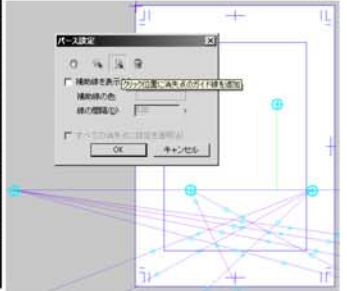 パース設定
補助線を表示
クリック位置に消失点のガイド線を追加
補助線の色:
線の間隔(D):
すべての消失点に設定を適用(A)
OK
キャンセル